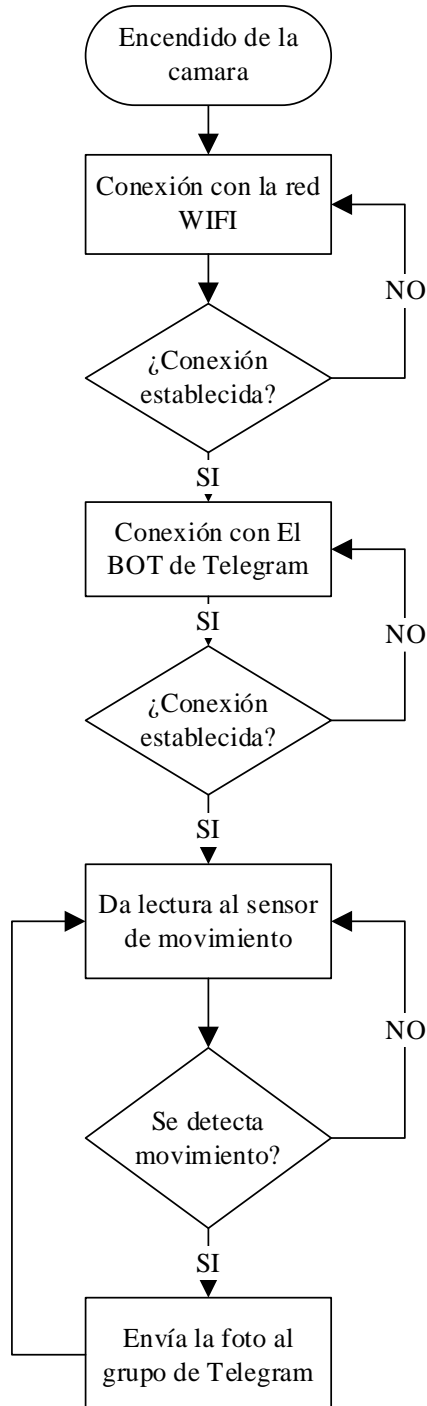 Encendido de la
camara
Conexión con la red
WIFI
NO
¿Conexión
establecida?
SI
Conexión con El
BOT de Telegram
SI
NO
¿Conexión
establecida?
SI
Da lectura al sensor
de movimiento
NO
Se detecta
movimiento?
SI
Envía la foto al
grupo de Telegram